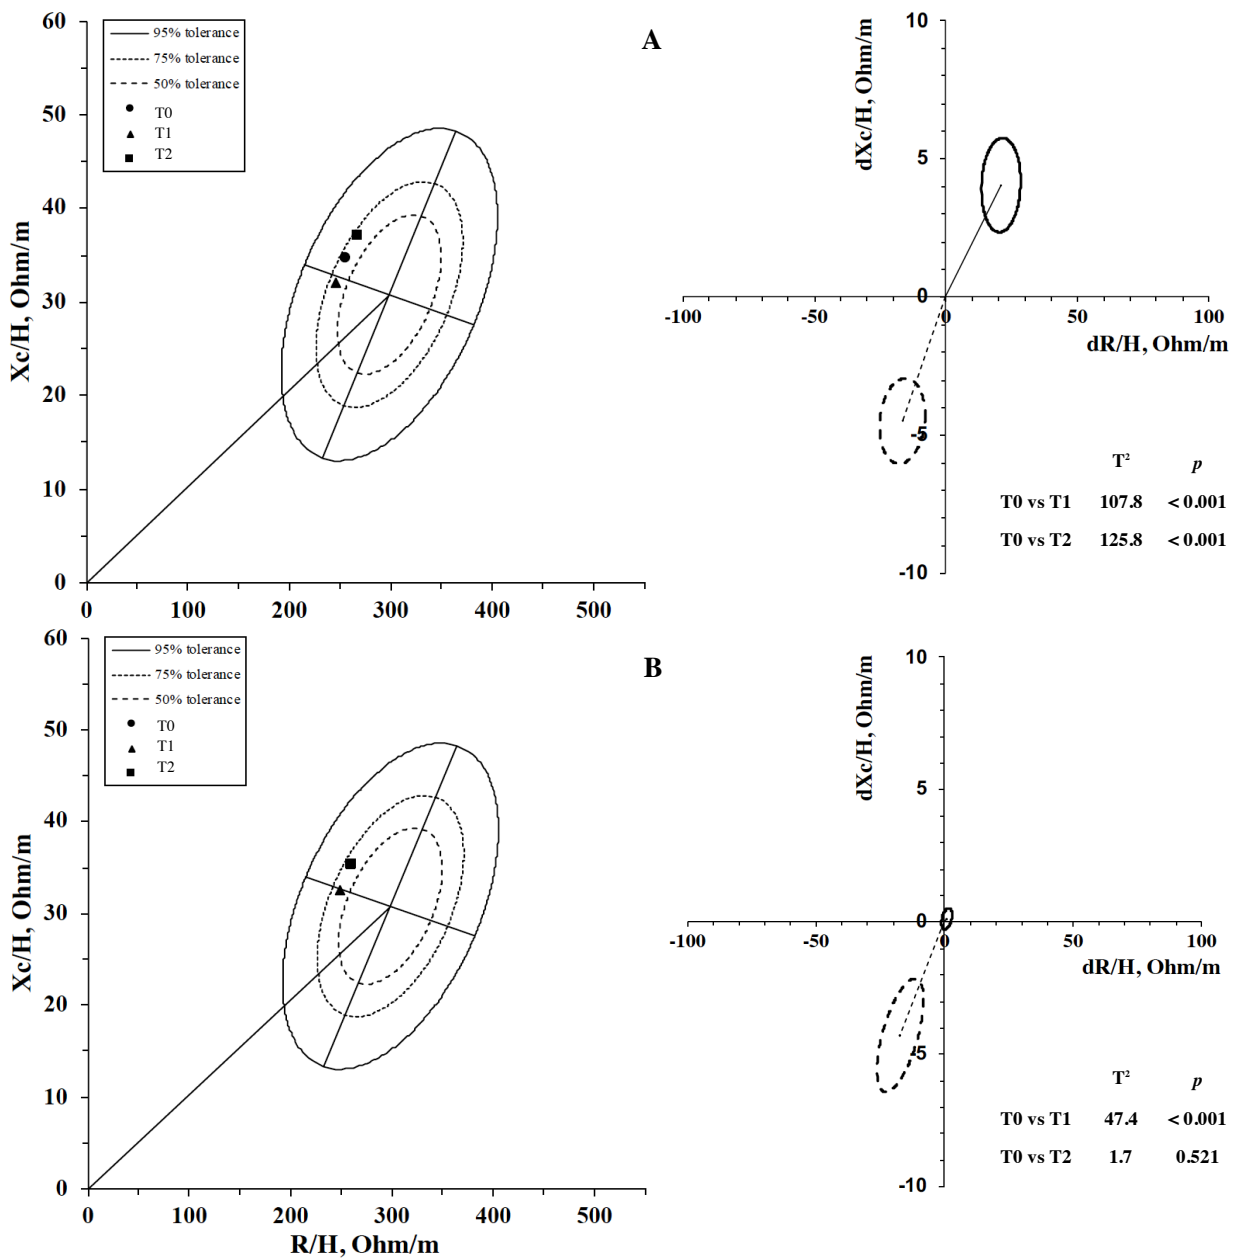 A
60
50
40
30
20
10
0
Xc/H, Ohm/m
95% tolerance
75% tolerance
50% tolerance
T0
T1
T2
0
100
200
300
400
500
10
5
0
-5
-10
dXc/H, Ohm/m
-100
-50
0
50
100
dR/H, Ohm/m
T² p
T0 vs T1 107.8 < 0.001
T0 vs T2 125.8 < 0.001
B
60
50
40
30
20
10
0
Xc/H, Ohm/m
95% tolerance
75% tolerance
50% tolerance
T0
T1
T2
0
100
200
300
400
500
R/H, Ohm/m
10
5
0
-5
-10
dXc/H, Ohm/m
-100
-50
0
50
100
dR/H, Ohm/m
T² p
T0 vs T1 47.4 < 0.001
T0 vs T2 1.7 0.521